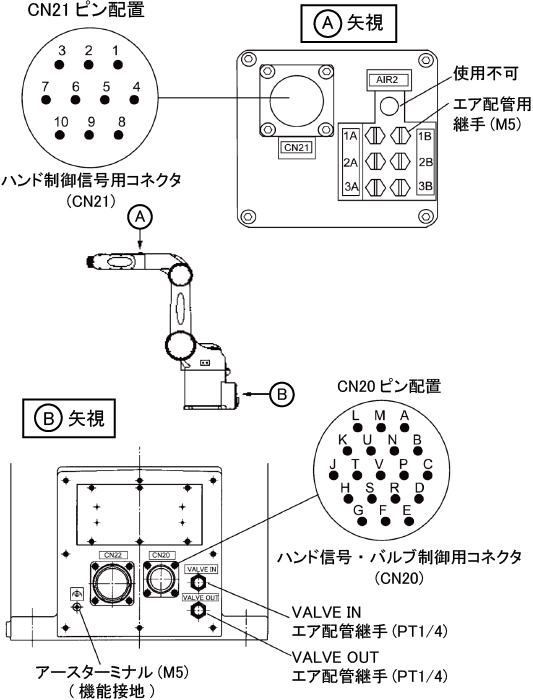 CN21 ピン配置
3 2 1
7 6 5 4
10 9 8
ハンド制御信号用コネクタ
(CN21)
A 矢視
AIR2
使用不可
エア配管用
継手(M5)
CN21
1A 1B
2A 2B
3A 3B
A
B
B 矢視
CN20 ピン配置
L M A
K U N B
J T V P C
H S R D
G F E
ハンド信号・バルブ制御用コネクタ
(CN20)
CN22
CN20
VALVE IN
VALVE OUT
VALVE IN
エア配管継手(PT1/4)
VALVE OUT
エア配管継手(PT1/4)
アースターミナル(M5)
(機能接地)